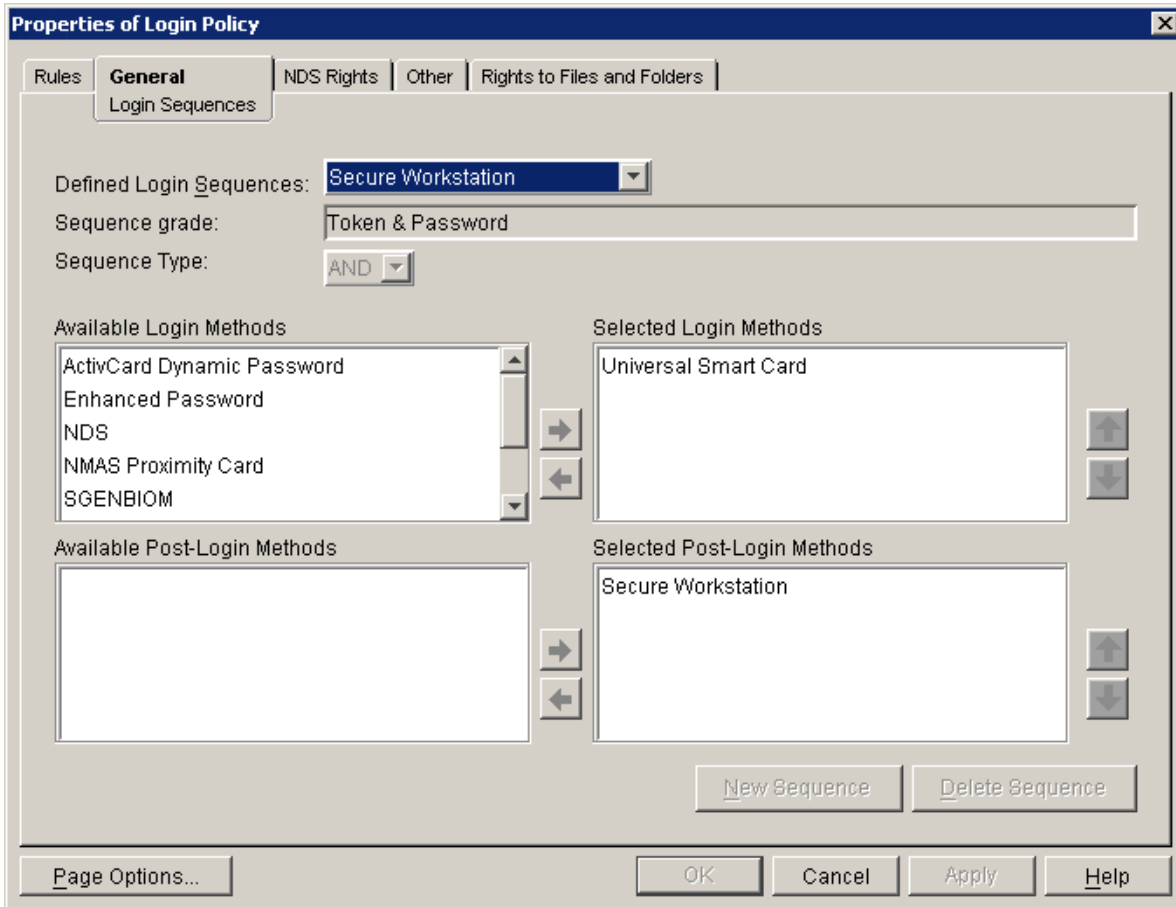 Properties of Login Policy
Rules
General
NDS Rights
Other
Rights to Files and Folders
Login Sequences
Defined Login Sequences:
Secure Workstation
Sequence grade:
Token & Password
Sequence Type:
AND
Available Login Methods
ActivCard Dynamic Password
Enhanced Password
NDS
NMAS Proximity Card
SGENBIOM
Selected Login Methods
Universal Smart Card
Available Post-Login Methods
Selected Post-Login Methods
Secure Workstation
New Sequence
Delete Sequence
Page Options...
OK
Cancel
Apply
Help